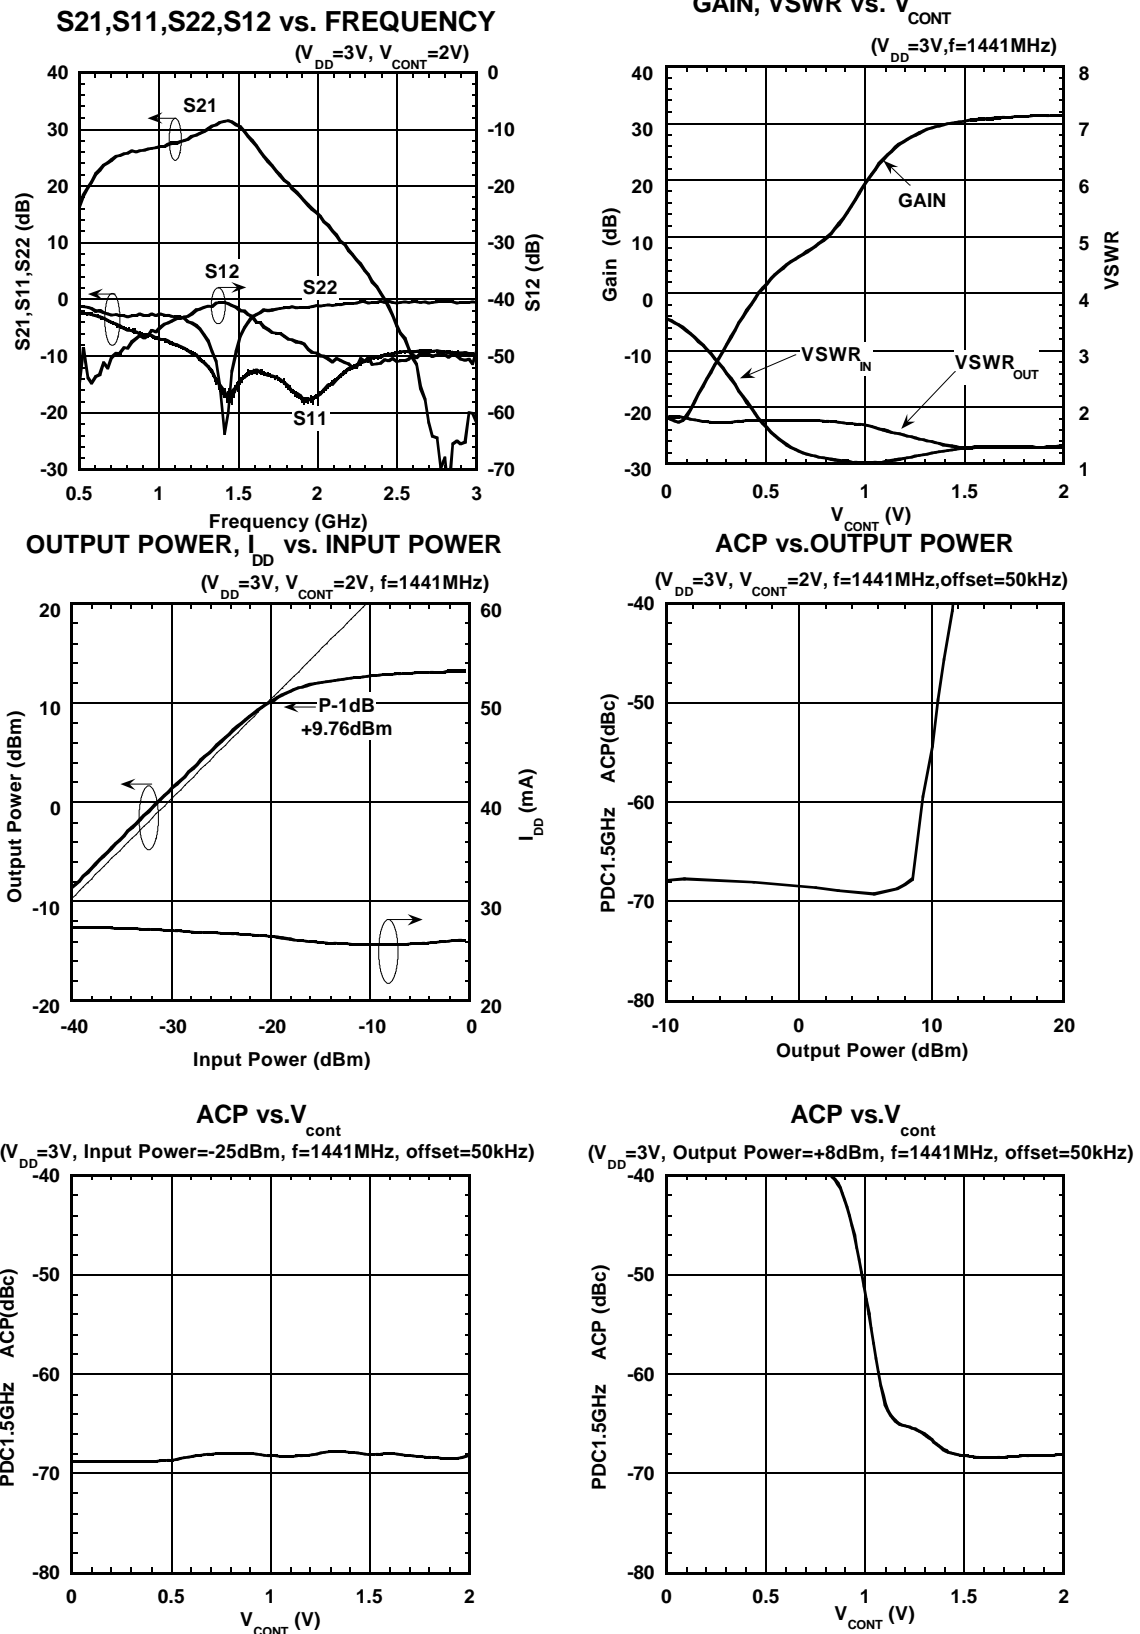 S21,S11,S22,S12 vs. FREQUENCY
(VDD=3V, VCONT=2V)
40
30
20
10
0
-10
-20
-30
S21,S11,S22 (dB)
0
-10
-20
-30
-40
-50
-60
-70
S12 (dB)
S21
S12
S22
S11
0.5
1
1.5
2
2.5
3
Frequency (GHz)
GAIN, VSWR vs. VCONT
(VDD=3V,f=1441MHz)
40
30
20
10
0
-10
-20
-30
Gain (dB)
8
7
6
5
4
3
2
1
VSWR
GAIN
VSWRIN
VSWROUT
0
0.5
1
1.5
2
VCONT (V)
OUTPUT POWER, IDD vs. INPUT POWER
(VDD=3V, VCONT=2V, f=1441MHz)
20
10
0
-10
-20
Output Power (dBm)
60
50
40
30
20
IDD (mA)
P-1dB
+9.76dBm
-40
-30
-20
-10
0
Input Power (dBm)
ACP vs.OUTPUT POWER
(VDD=3V, VCONT=2V, f=1441MHz,offset=50kHz)
-40
-50
-60
-70
-80
PDC1.5GHz ACP(dBc)
-10
0
10
20
Output Power (dBm)
ACP vs.Vcont
(VDD=3V, Input Power=-25dBm, f=1441MHz, offset=50kHz)
-40
-50
-60
-70
-80
PDC1.5GHz ACP(dBc)
0
0.5
1
1.5
2
VCONT (V)
ACP vs.Vcont
(VDD=3V, Output Power=+8dBm, f=1441MHz, offset=50kHz)
-40
-50
-60
-70
-80
PDC1.5GHz ACP (dBc)
0
0.5
1
1.5
2
VCONT (V)